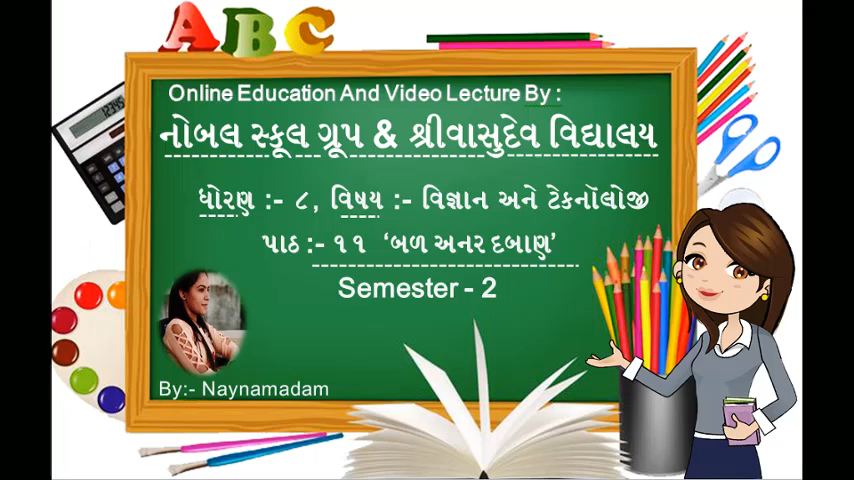 ABC
Online Education And Video Lecture By :
નોબલ સ્કૂલ ગ્રૂપ & શ્રીવાસુદેવ વિદ્યાલય
ધોરણ :- ૮, વિષય :- વિજ્ઞાન અને ટેકનૉલોજી
પાઠ :- ૧૧ ‘બળ અનર દબાણ’
Semester - 2
By:- Naynamadam